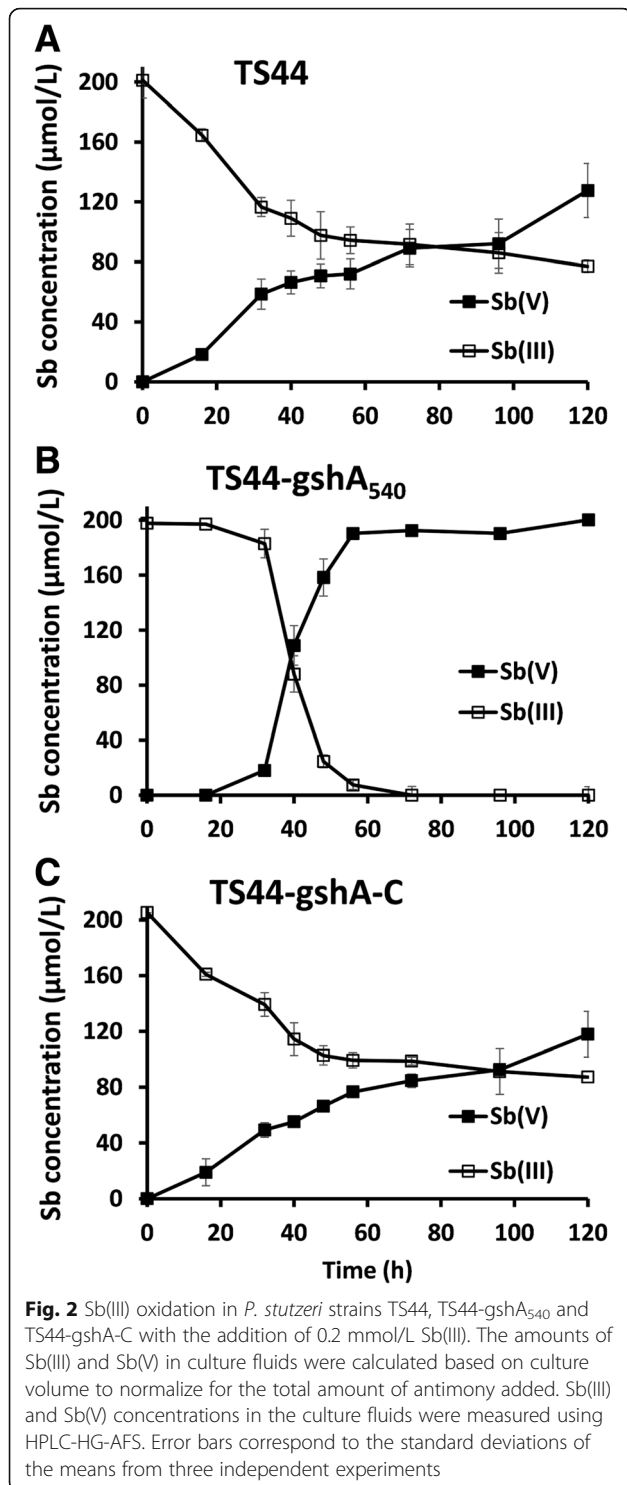 A
TS44
Sb concentration (μmol/L)
200
160
120
80
40
0
Sb(V)
Sb(III)
0 20 40 60 80 100 120
B
TS44-gshA540
Sb concentration (μmol/L)
200
160
120
80
40
0
Sb(V)
Sb(III)
0 20 40 60 80 100 120
C
TS44-gshA-C
Sb concentration (μmol/L)
200
160
120
80
40
0
Sb(V)
Sb(III)
0 20 40 60 80 100 120
Time (h)
Fig. 2 Sb(III) oxidation in P. stutzeri strains TS44, TS44-gshA540 and
TS44-gshA-C with the addition of 0.2 mmol/L Sb(III). The amounts of
Sb(III) and Sb(V) in culture fluids were calculated based on culture
volume to normalize for the total amount of antimony added. Sb(III)
and Sb(V) concentrations in the culture fluids were measured using
HPLC-HG-AFS. Error bars correspond to the standard deviations of
the means from three independent experiments